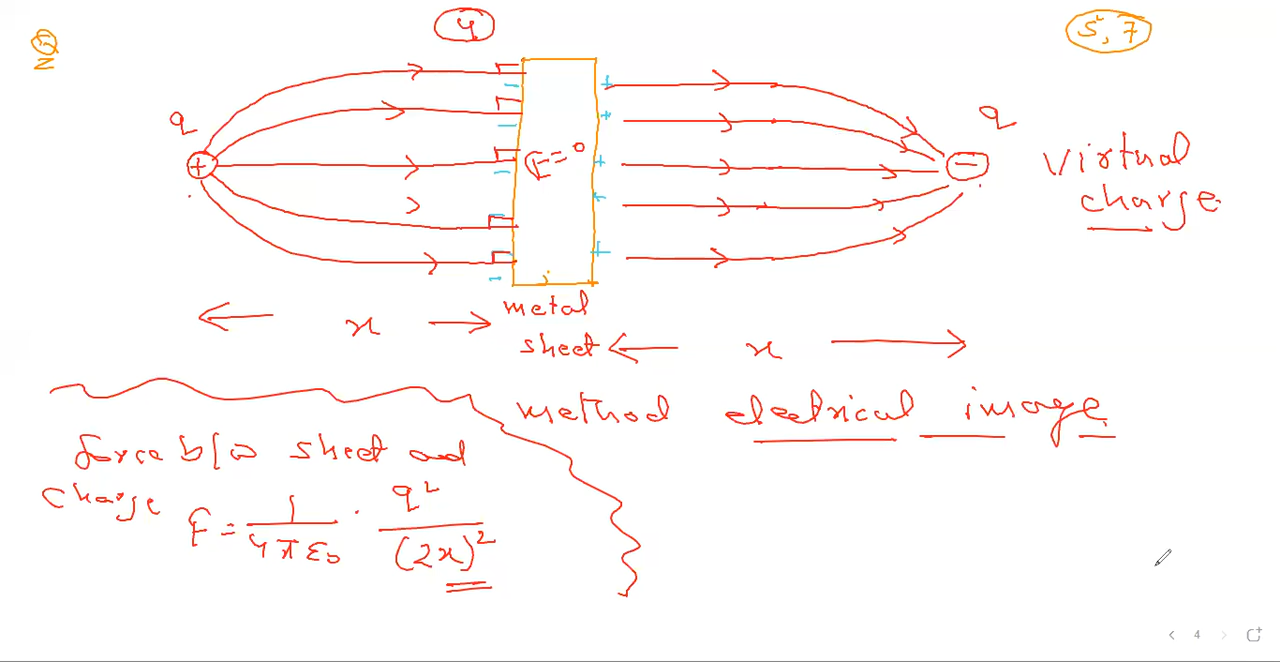 Q
4
5, 7
q
+
E=0
-
q
virtual
charge
x
metal
sheet
x
method electrical image
force b/w sheet and
charge
F = 1/4πε0 · q²/(2x)²
4